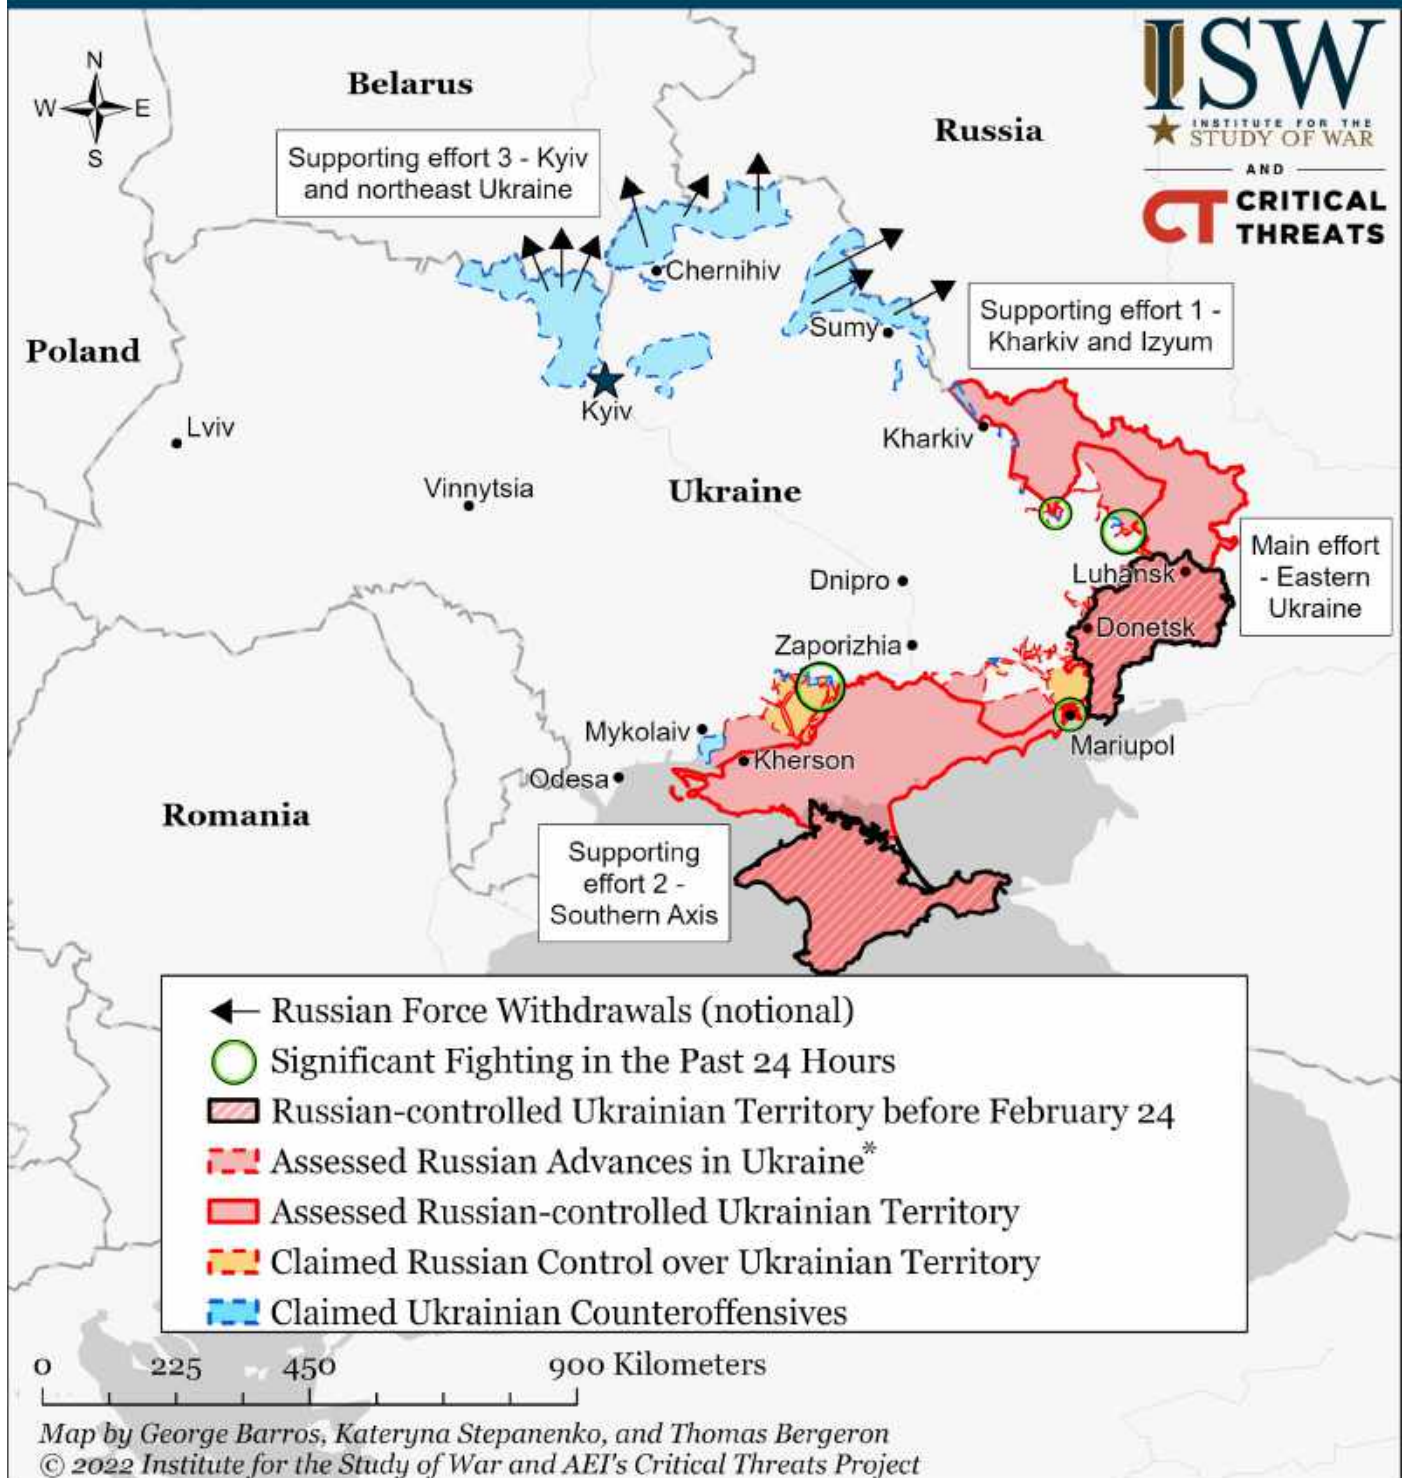 N
W
E
S
Belarus
Russia
ISW
INSTITUTE FOR THE
STUDY OF WAR
AND
CT CRITICAL
THREATS
Supporting effort 3 - Kyiv
and northeast Ukraine
Chernihiv
Sumy
Supporting effort 1 -
Kharkiv and Izyum
Poland
Kyiv
Lviv
Kharkiv
Vinnytsia
Ukraine
Main effort
- Eastern
Ukraine
Dnipro
Luhansk
Donetsk
Zaporizhia
Mykolaiv
Mariupol
Kherson
Odesa
Romania
Supporting
effort 2 -
Southern Axis
Russian Force Withdrawals (notional)
Significant Fighting in the Past 24 Hours
Russian-controlled Ukrainian Territory before February 24
Assessed Russian Advances in Ukraine*
Assessed Russian-controlled Ukrainian Territory
Claimed Russian Control over Ukrainian Territory
Claimed Ukrainian Counteroffensives
0 225 450 900 Kilometers
Map by George Barros, Kateryna Stepanenko, and Thomas Bergeron
© 2022 Institute for the Study of War and AEI's Critical Threats Project